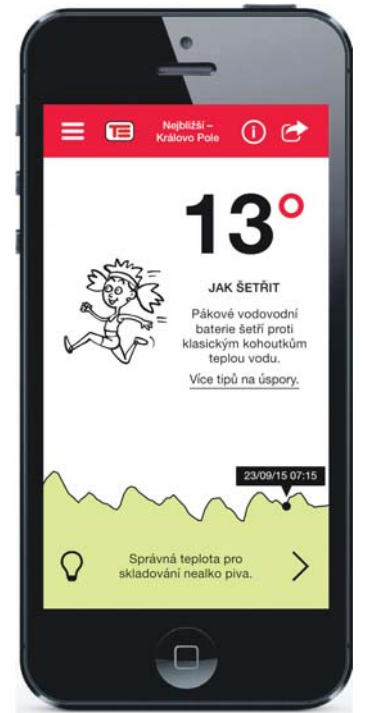 Nejbližší –
Královo Pole
13°
JAK ŠETŘIT
Pákové vodovodní
baterie šetří proti
klasickým kohoutkům
teplou vodu.
Více tipů na úspory.
23/09/15 07:15
Správná teplota pro
skladování nealko piva.